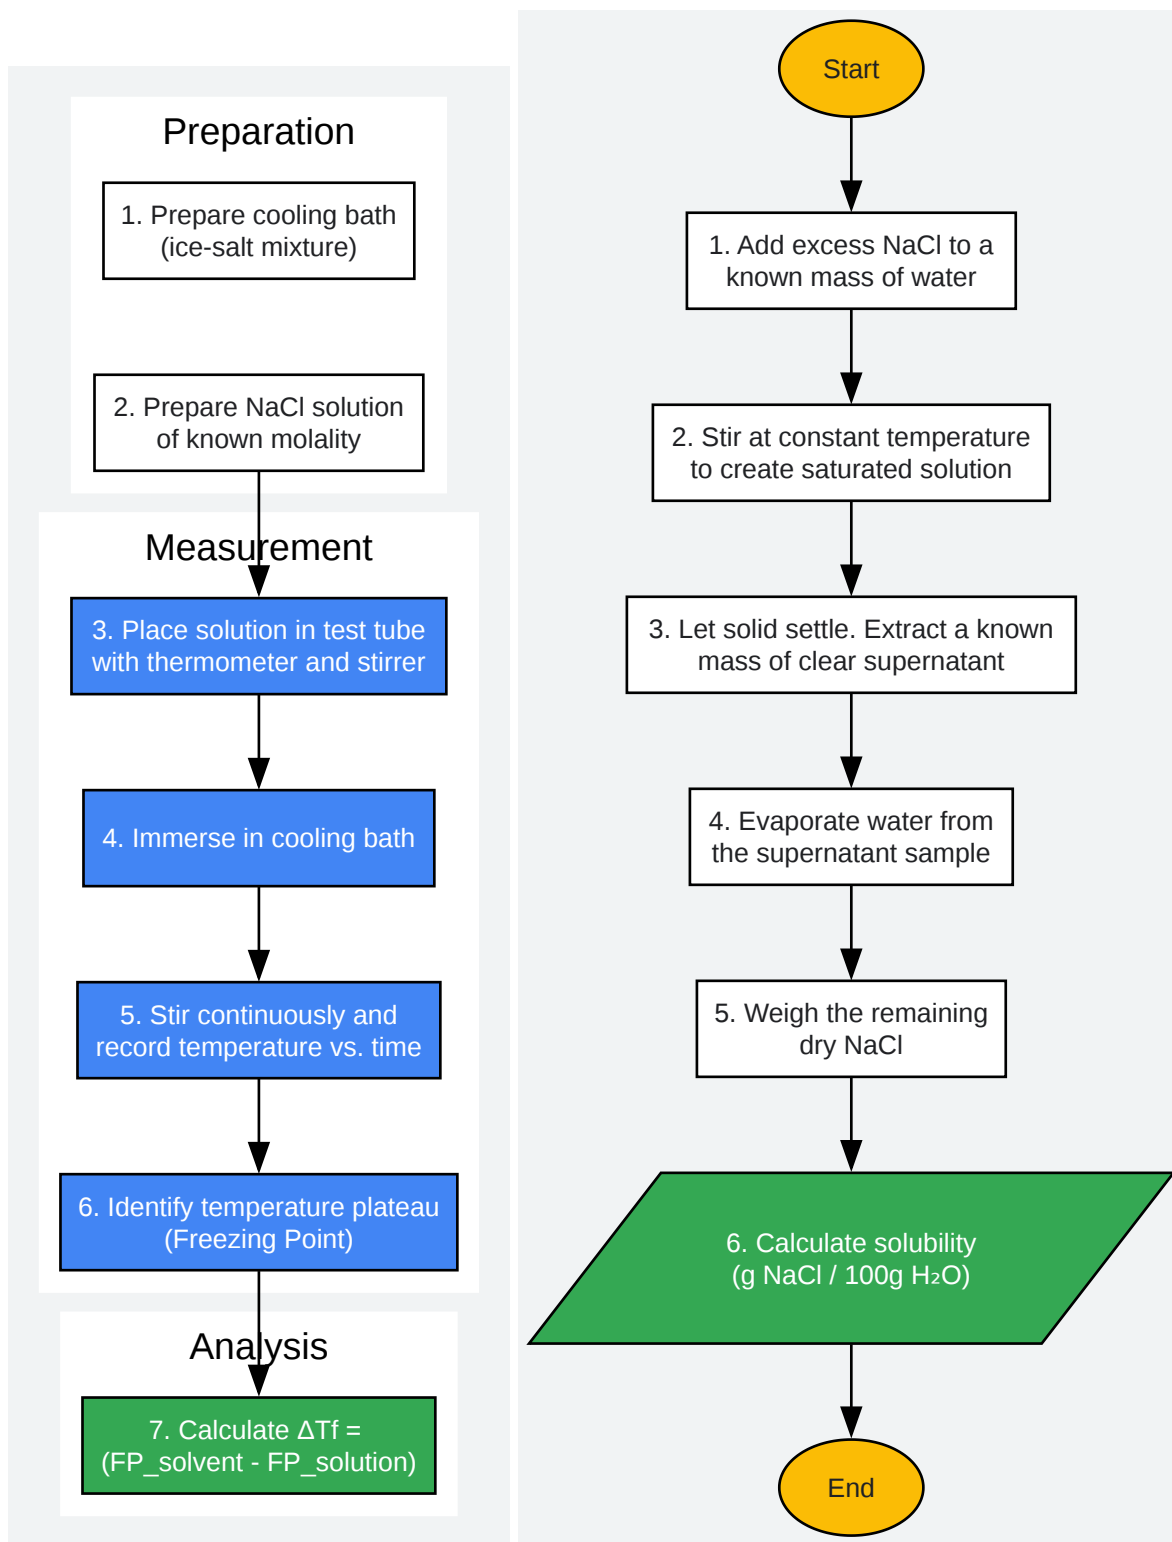 Preparation
1. Prepare cooling bath
(ice-salt mixture)
2. Prepare NaCl solution
of known molality
Measurement
3. Place solution in test tube
with thermometer and stirrer
4. Immerse in cooling bath
5. Stir continuously and
record temperature vs. time
6. Identify temperature plateau
(Freezing Point)
Analysis
7. Calculate ΔTf =
(FP_solvent - FP_solution)
Start
1. Add excess NaCl to a
known mass of water
2. Stir at constant temperature
to create saturated solution
3. Let solid settle. Extract a known
mass of clear supernatant
4. Evaporate water from
the supernatant sample
5. Weigh the remaining
dry NaCl
6. Calculate solubility
(g NaCl / 100g H₂O)
End